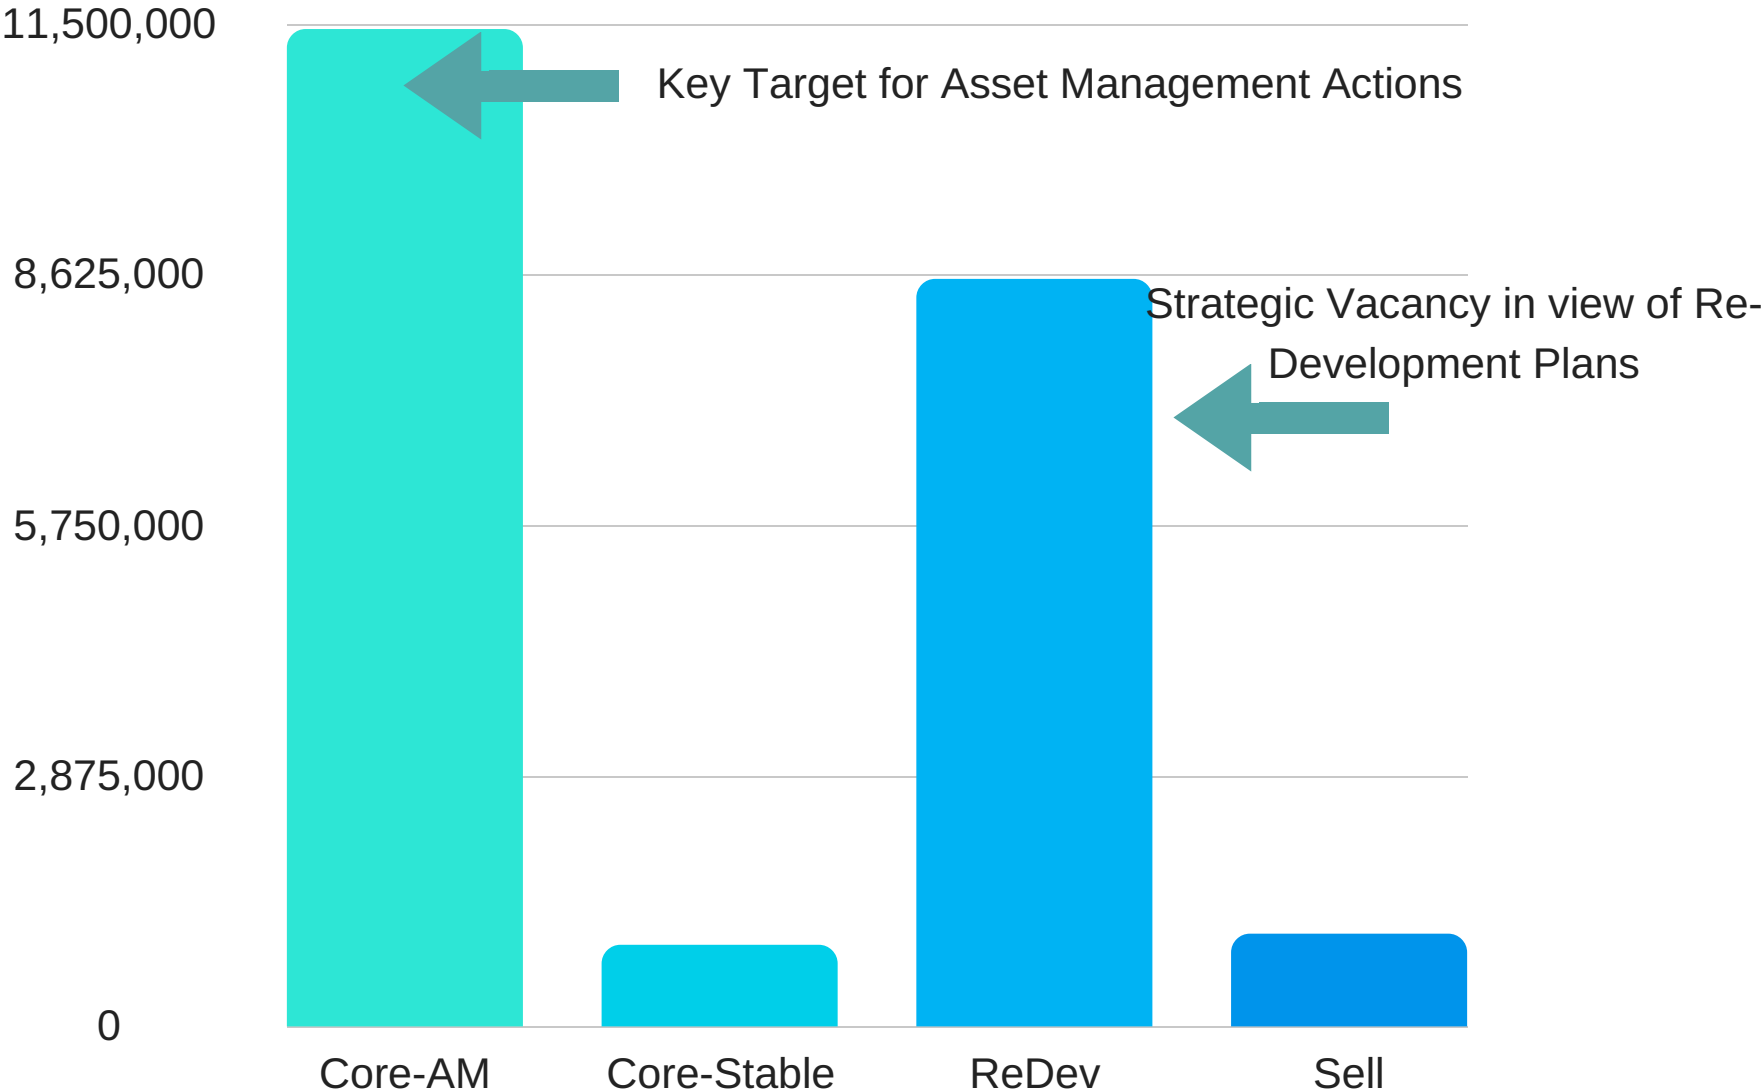 11,500,000
Key Target for Asset Management Actions
8,625,000
Strategic Vacancy in view of Re-
Development Plans
5,750,000
2,875,000
0
Core-AM
Core-Stable
ReDev
Sell